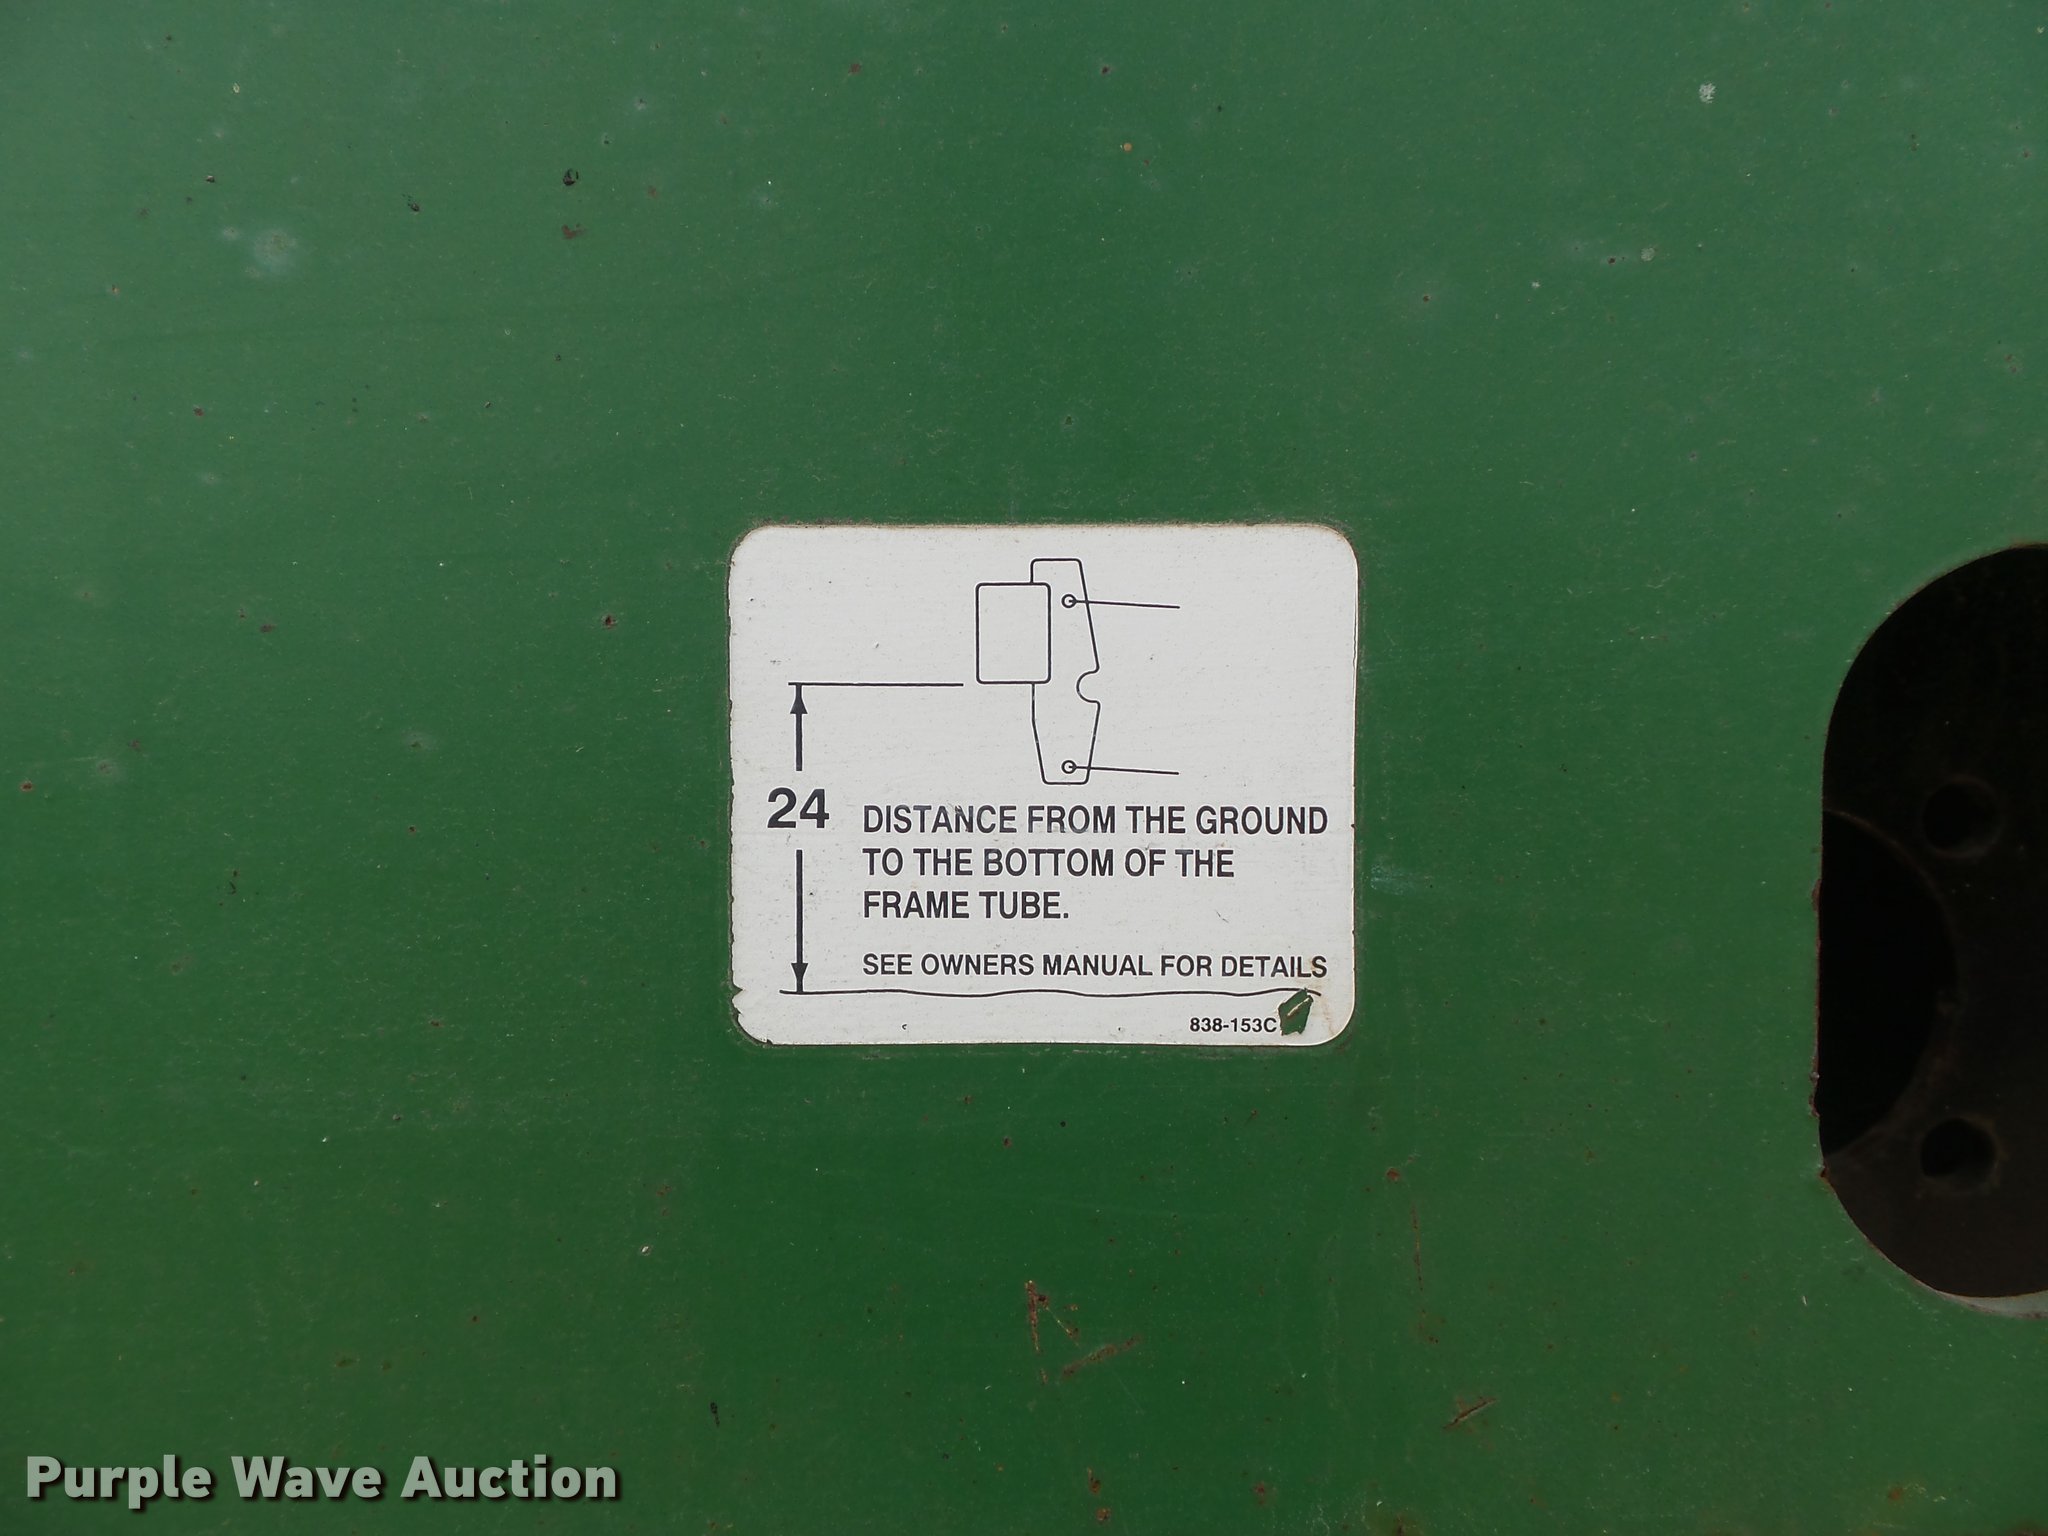 24
DISTANCE FROM THE GROUND
TO THE BOTTOM OF THE
FRAME TUBE.
SEE OWNERS MANUAL FOR DETAILS
838-153C
Purple Wave Auction